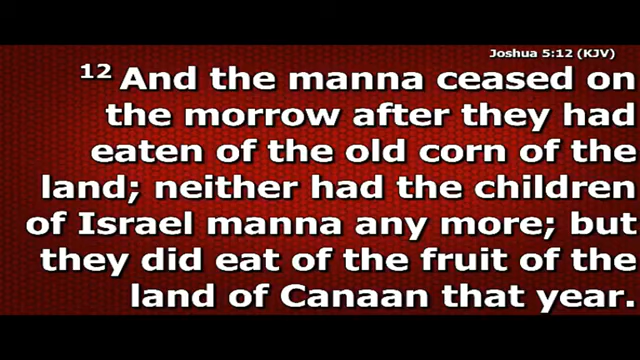 Joshua 5:12 (KJV)
12 And the manna ceased on
the morrow after they had
eaten of the old corn of the
land; neither had the children
of Israel manna any more; but
they did eat of the fruit of the
land of Canaan that year.